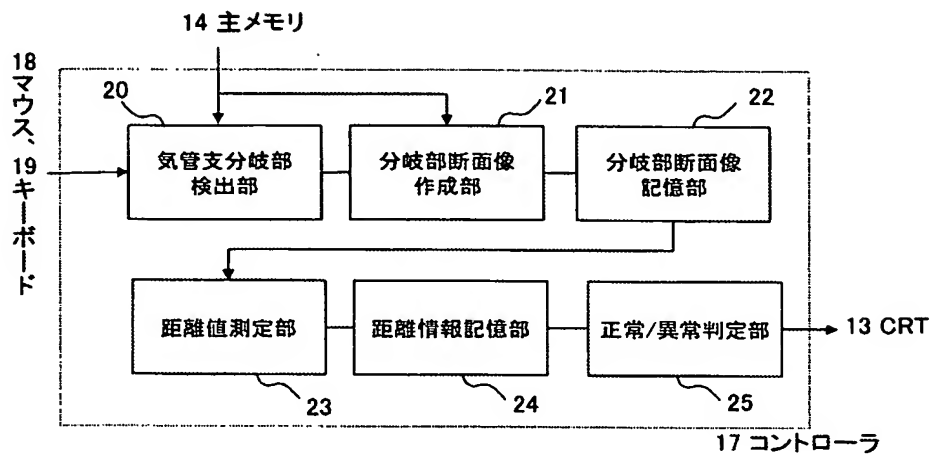 14 主メモリ
18
マウス、
19
キーボード
20
21
22
気管支分岐部
検出部
分岐部断面像
作成部
分岐部断面像
記憶部
距離値測定部
距離情報記憶部
正常/異常判定部
13 CRT
23
24
25
17 コントローラ